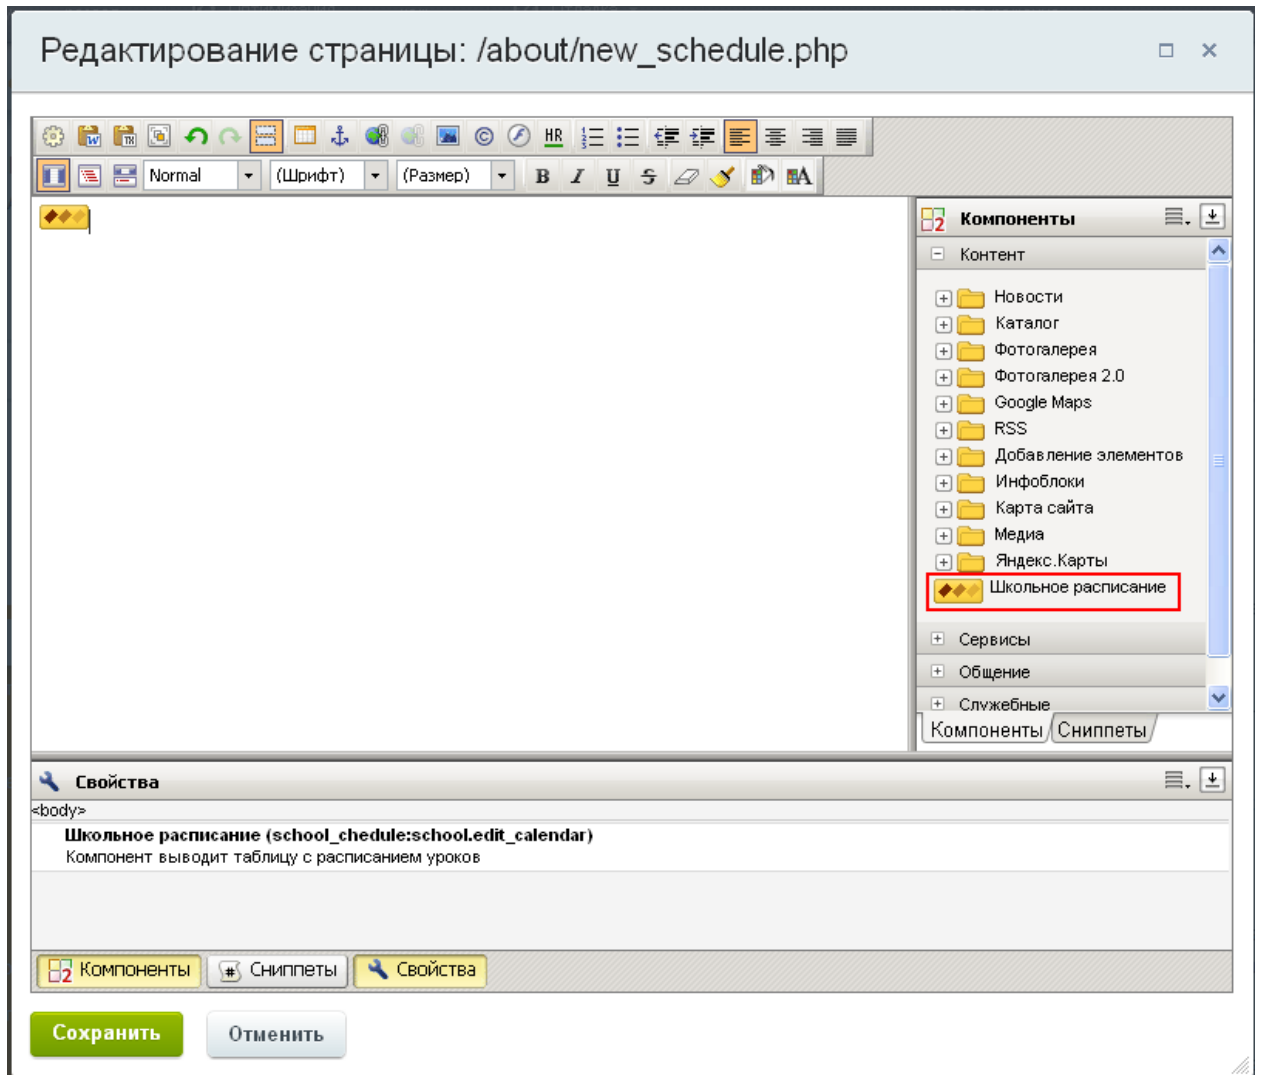 Редактирование страницы: /about/new_schedule.php
HR
Normal (Шрифт) (Размер) B I U S A
Компоненты
Контент
Новости
Каталог
Фотогалерея
Фотогалерея 2.0
Google Maps
RSS
Добавление элементов
Инфоблоки
Карта сайта
Медиа
Яндекс.Карты
Школьное расписание
Сервисы
Общение
Служебные
Компоненты Сниппеты
Свойства
<body>
Школьное расписание (school_chedule:school.edit_calendar)
Компонент выводит таблицу с расписанием уроков
Компоненты # Сниппеты Свойства
Сохранить Отменить